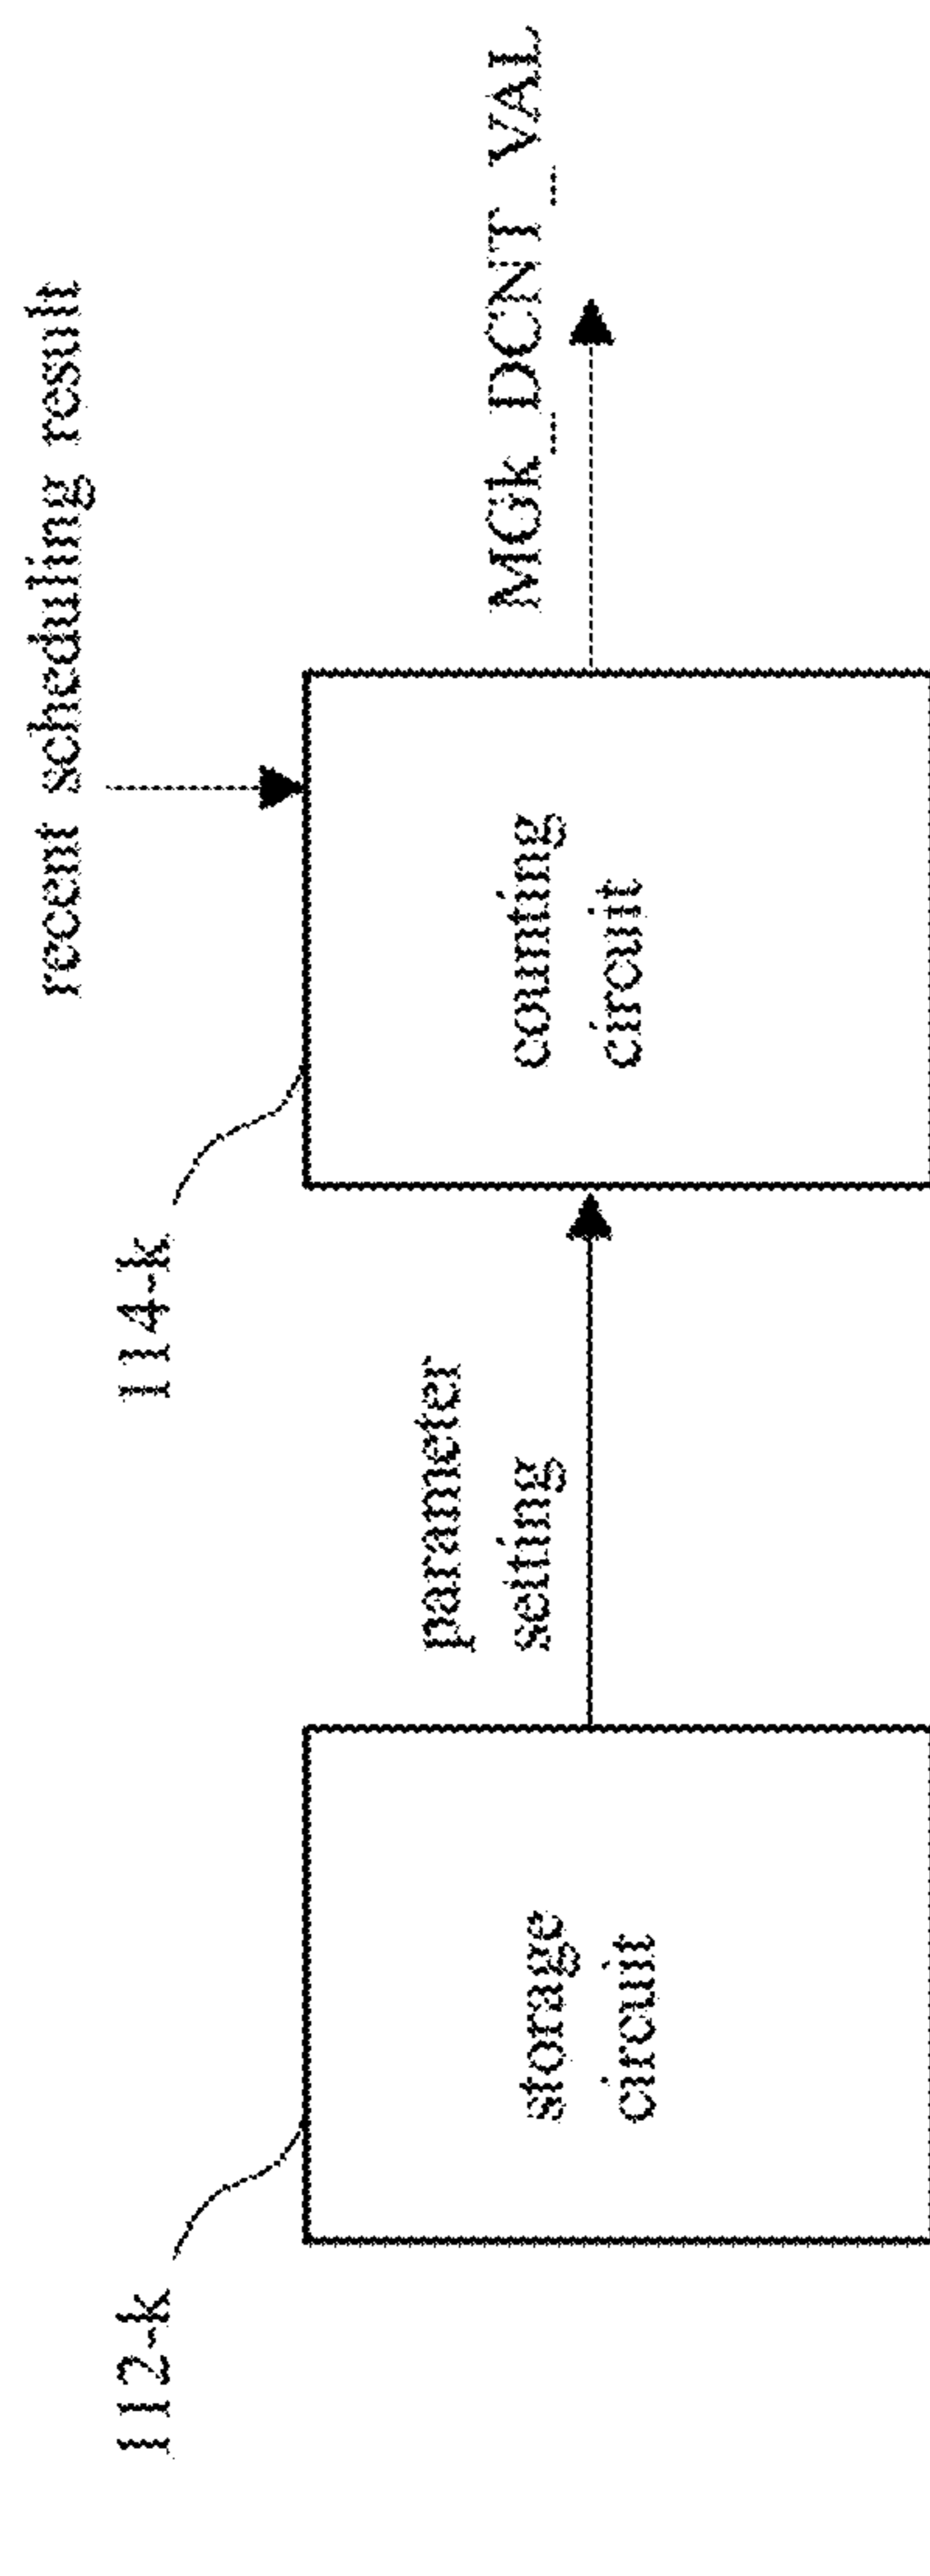 recent scheduling result
112-k
114-k
parameter
setting
MGk_DCNT_VAL
storage
circuit
counting
circuit